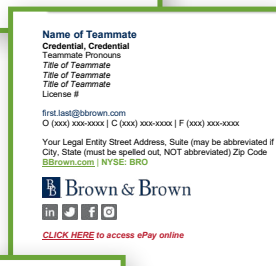 Name of Teammate
Credential, Credential
Teammate Pronouns
Title of Teammate
Title of Teammate
Title of Teammate
License #
first.last@bbrown.com
O (xxx) xxx-xxxx | C (xxx) xxx-xxxx | F (xxx) xxx-xxxx
Your Legal Entity Street Address, Suite (may be abbreviated if
City, State (must be spelled out, NOT abbreviated) Zip Code
BBrown.com | NYSE: BRO
Brown & Brown
CLICK HERE to access ePay online